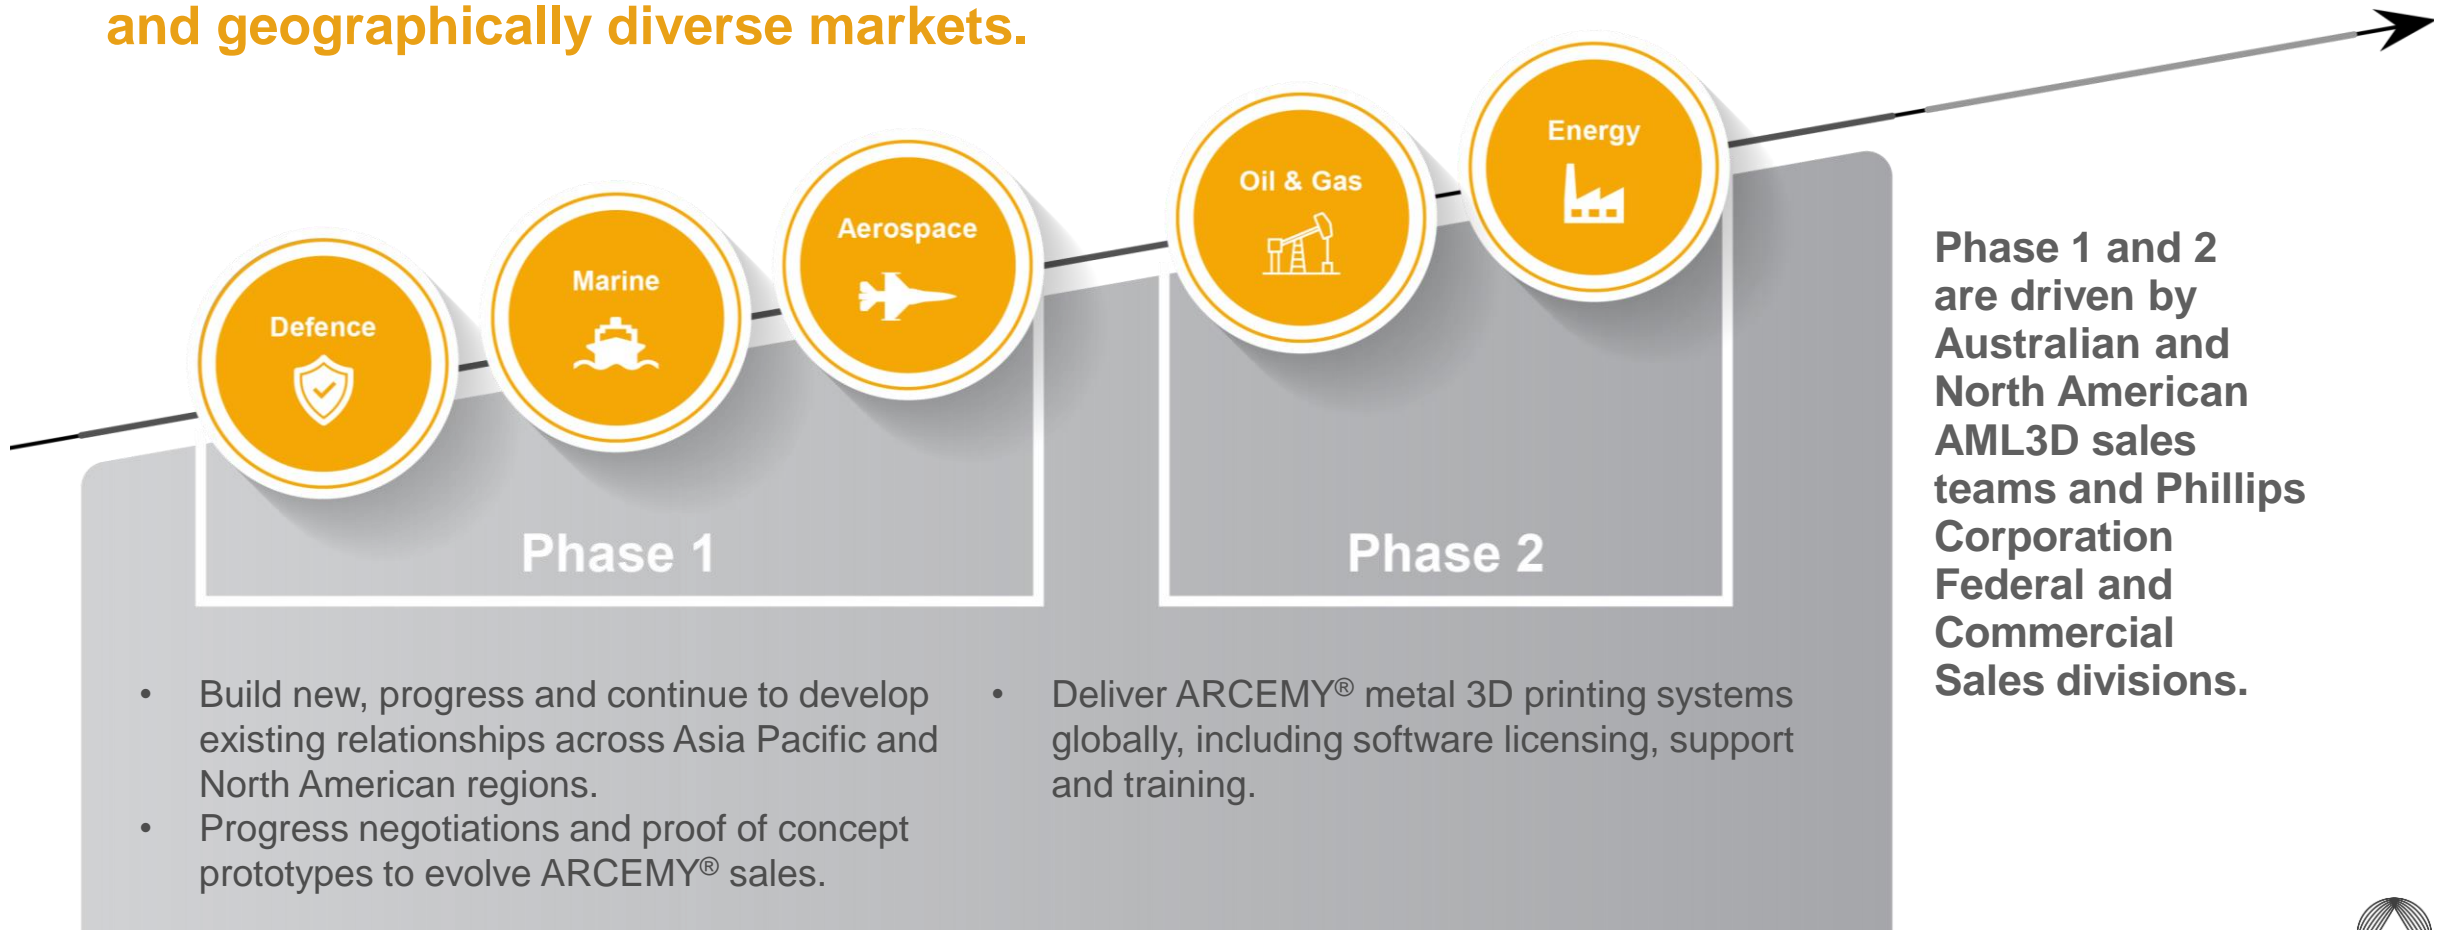 and geographically diverse markets.
Defence
Marine
Aerospace
Oil & Gas
Energy
Phase 1
Phase 2
• Build new, progress and continue to develop
existing relationships across Asia Pacific and
North American regions.
• Progress negotiations and proof of concept
prototypes to evolve ARCEMY® sales.
• Deliver ARCEMY® metal 3D printing systems
globally, including software licensing, support
and training.
Phase 1 and 2
are driven by
Australian and
North American
AML3D sales
teams and Phillips
Corporation
Federal and
Commercial
Sales divisions.